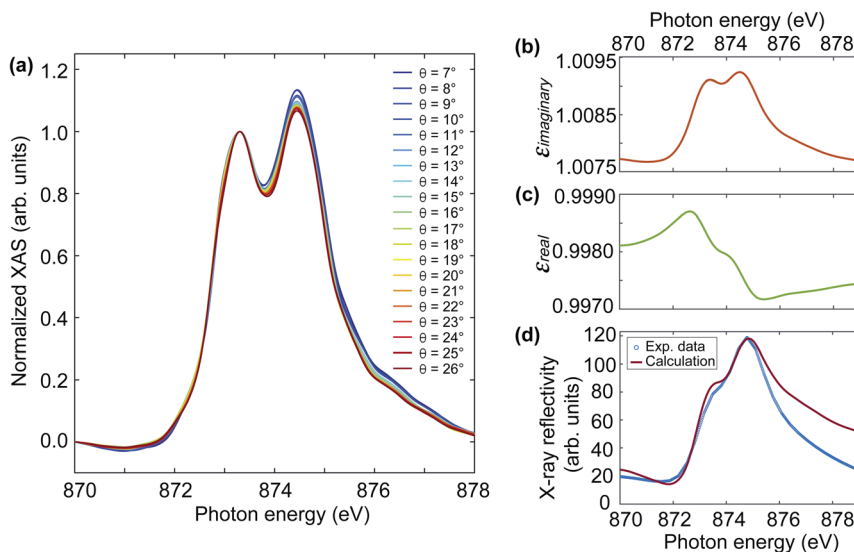 (a)
Normalized XAS (arb. units)
1.2
1.0
0.8
0.6
0.4
0.2
0.0
870
872
874
876
878
Photon energy (eV)
θ = 7°
θ = 8°
θ = 9°
θ = 10°
θ = 11°
θ = 12°
θ = 13°
θ = 14°
θ = 15°
θ = 16°
θ = 17°
θ = 18°
θ = 19°
θ = 20°
θ = 21°
θ = 22°
θ = 23°
θ = 24°
θ = 25°
θ = 26°
Photon energy (eV)
870 872 874 876 878
(b)
εimaginary
1.0095
1.0085
1.0075
(c)
εreal
0.9990
0.9980
0.9970
(d)
X-ray reflectivity
(arb. units)
120
100
80
60
40
20
0
Exp. data
Calculation
870 872 874 876 878
Photon energy (eV)